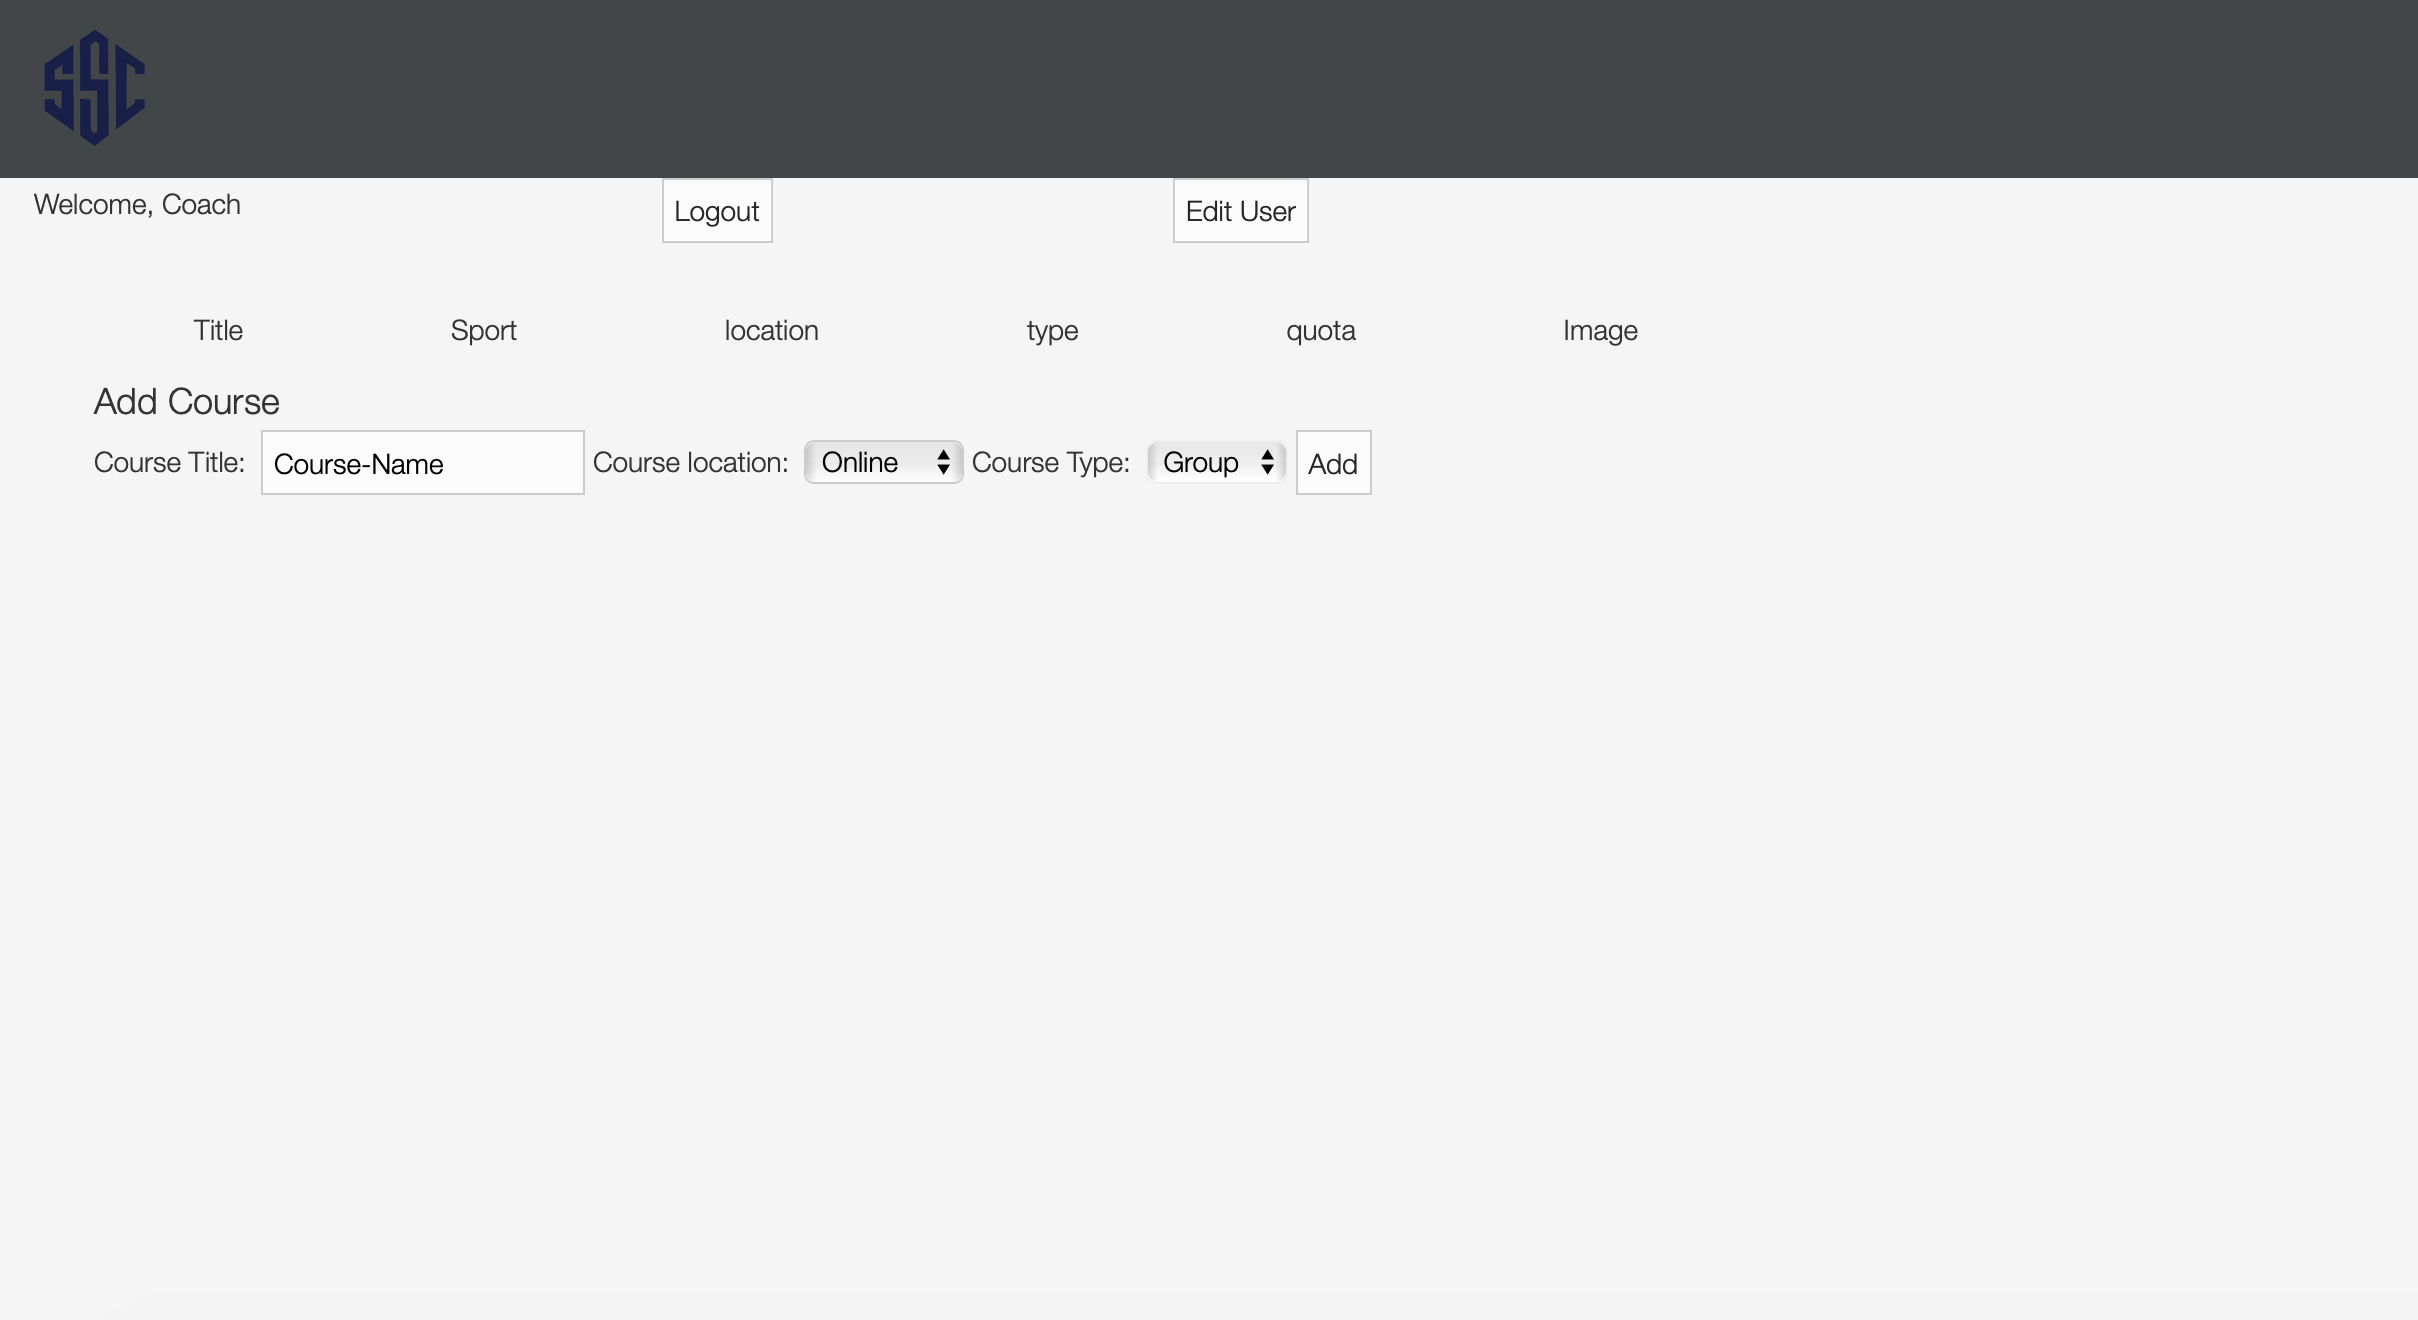 SSC
Welcome, Coach Logout Edit User
Title Sport location type quota Image
Add Course
Course Title: Course-Name Course location: Online Course Type: Group Add